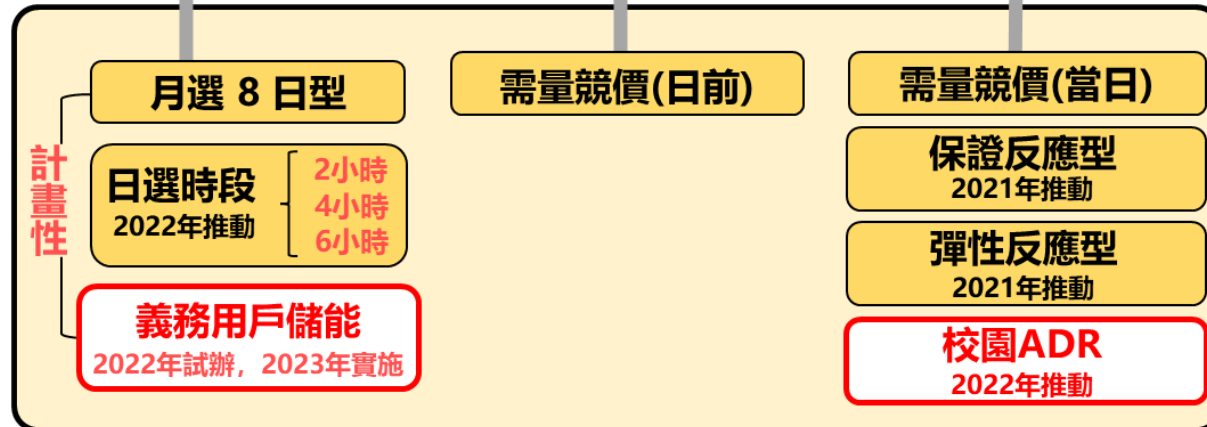 計畫性
月選 8 日型
日選時段
2022年推動
2小時
4小時
6小時
義務用戶儲能
2022年試辦，2023年實施
需量競價(日前)
需量競價(當日)
保證反應型
2021年推動
彈性反應型
2021年推動
校園ADR
2022年推動